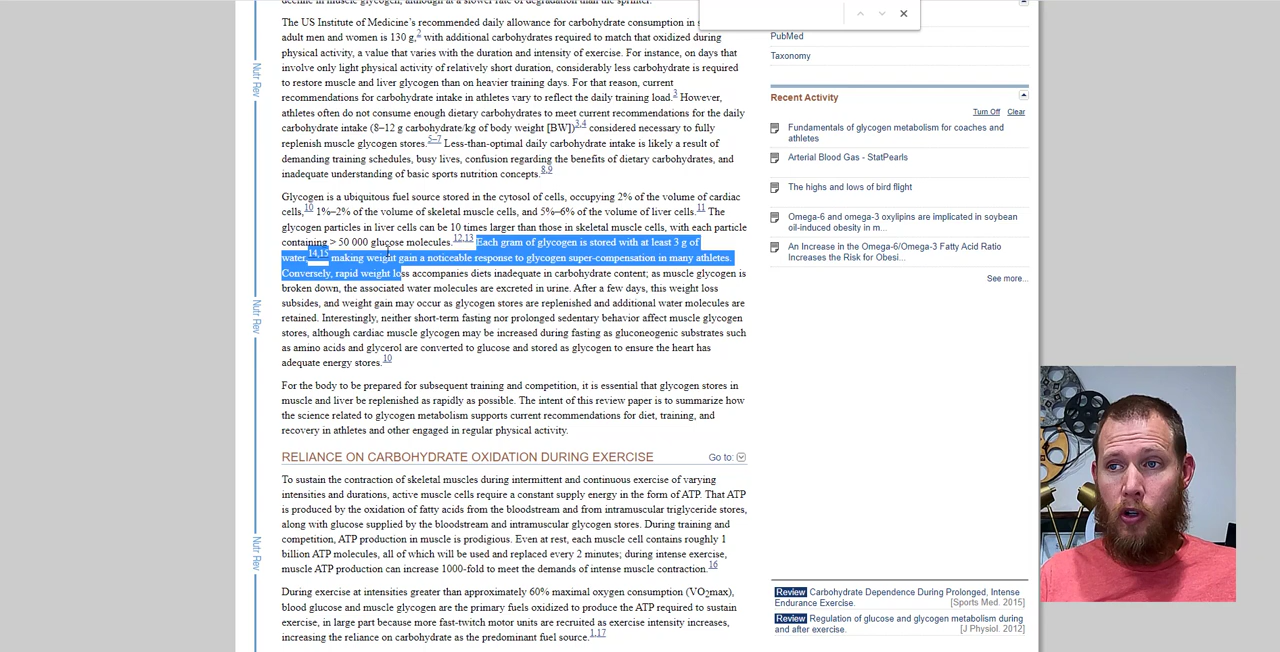 decline in muscle glycogen, although at a slower rate of degradation than the sprinter.
The US Institute of Medicine's recommended daily allowance for carbohydrate consumption in
adult men and women is 130 g,2 with additional carbohydrates required to match that oxidized during
physical activity, a value that varies with the duration and intensity of exercise. For instance, on days that
involve only light physical activity of relatively short duration, considerably less carbohydrate is required
to restore muscle and liver glycogen than on heavier training days. For that reason, current
recommendations for carbohydrate intake in athletes vary to reflect the daily training load.3 However,
athletes often do not consume enough dietary carbohydrates to meet current recommendations for the daily
carbohydrate intake (8–12 g carbohydrate/kg of body weight [BW])3,4 considered necessary to fully
replenish muscle glycogen stores.5–7 Less-than-optimal daily carbohydrate intake is likely a result of
demanding training schedules, busy lives, confusion regarding the benefits of dietary carbohydrates, and
inadequate understanding of basic sports nutrition concepts.8,9
Glycogen is a ubiquitous fuel source stored in the cytosol of cells, occupying 2% of the volume of cardiac
cells,10 1%–2% of the volume of skeletal muscle cells, and 5%–6% of the volume of liver cells.11 The
glycogen particles in liver cells can be 10 times larger than those in skeletal muscle cells, with each particle
containing > 50 000 glucose molecules.12,13 Each gram of glycogen is stored with at least 3 g of
water,14,15 making weight gain a noticeable response to glycogen super-compensation in many athletes.
Conversely, rapid weight loss accompanies diets inadequate in carbohydrate content; as muscle glycogen is
broken down, the associated water molecules are excreted in urine. After a few days, this weight loss
subsides, and weight gain may occur as glycogen stores are replenished and additional water molecules are
retained. Interestingly, neither short-term fasting nor prolonged sedentary behavior affect muscle glycogen
stores, although cardiac muscle glycogen may be increased during fasting as gluconeogenic substrates such
as amino acids and glycerol are converted to glucose and stored as glycogen to ensure the heart has
adequate energy stores.10
For the body to be prepared for subsequent training and competition, it is essential that glycogen stores in
muscle and liver be replenished as rapidly as possible. The intent of this review paper is to summarize how
the science related to glycogen metabolism supports current recommendations for diet, training, and
recovery in athletes and other engaged in regular physical activity.
RELIANCE ON CARBOHYDRATE OXIDATION DURING EXERCISE
Go to:
To sustain the contraction of skeletal muscles during intermittent and continuous exercise of varying
intensities and durations, active muscle cells require a constant supply energy in the form of ATP. That ATP
is produced by the oxidation of fatty acids from the bloodstream and from intramuscular triglyceride stores,
along with glucose supplied by the bloodstream and intramuscular glycogen stores. During training and
competition, ATP production in muscle is prodigious. Even at rest, each muscle cell contains roughly 1
billion ATP molecules, all of which will be used and replaced every 2 minutes; during intense exercise,
muscle ATP production can increase 1000-fold to meet the demands of intense muscle contraction.16
During exercise at intensities greater than approximately 60% maximal oxygen consumption (VO2max),
blood glucose and muscle glycogen are the primary fuels oxidized to produce the ATP required to sustain
exercise, in large part because more fast-twitch motor units are recruited as exercise intensity increases,
increasing the reliance on carbohydrate as the predominant fuel source.1,17
Nutr Rev
Nutr Rev
Nutr Rev
PubMed
Taxonomy
Recent Activity
Turn Off Clear
Fundamentals of glycogen metabolism for coaches and
athletes
Arterial Blood Gas - StatPearls
The highs and lows of bird flight
Omega-6 and omega-3 oxylipins are implicated in soybean
oil-induced obesity in m...
An Increase in the Omega-6/Omega-3 Fatty Acid Ratio
Increases the Risk for Obesi...
See more...
Review Carbohydrate Dependence During Prolonged, Intense
Endurance Exercise. [Sports Med. 2015]
Review Regulation of glucose and glycogen metabolism during
and after exercise. [J Physiol. 2012]